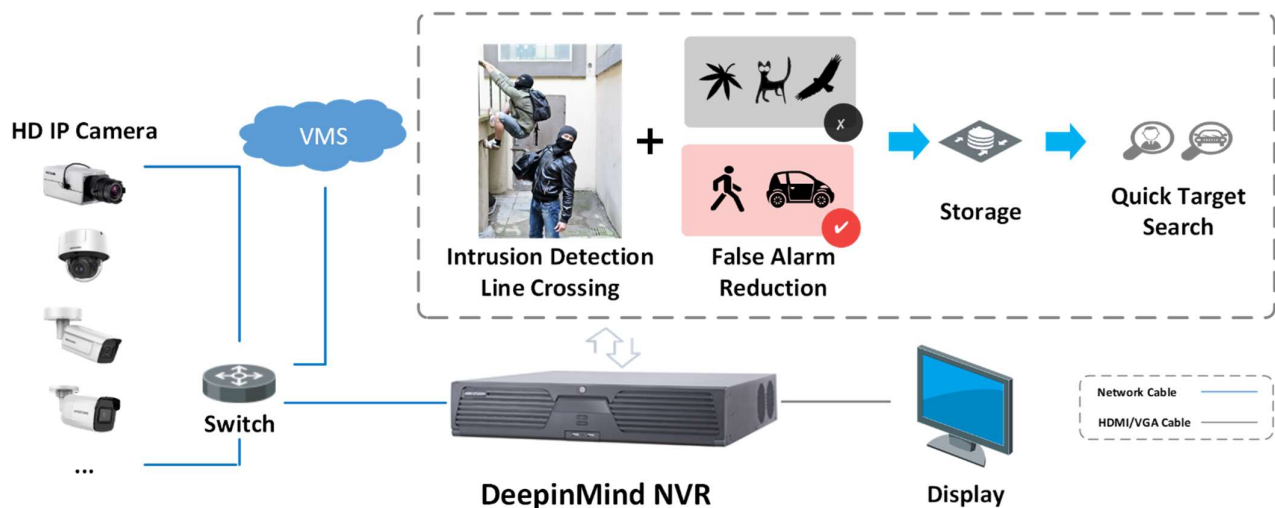 HD IP Camera
VMS
Intrusion Detection
Line Crossing
+
False Alarm
Reduction
x
Storage
Quick Target
Search
Switch
...
DeepinMind NVR
Display
Network Cable
HDMI/VGA Cable